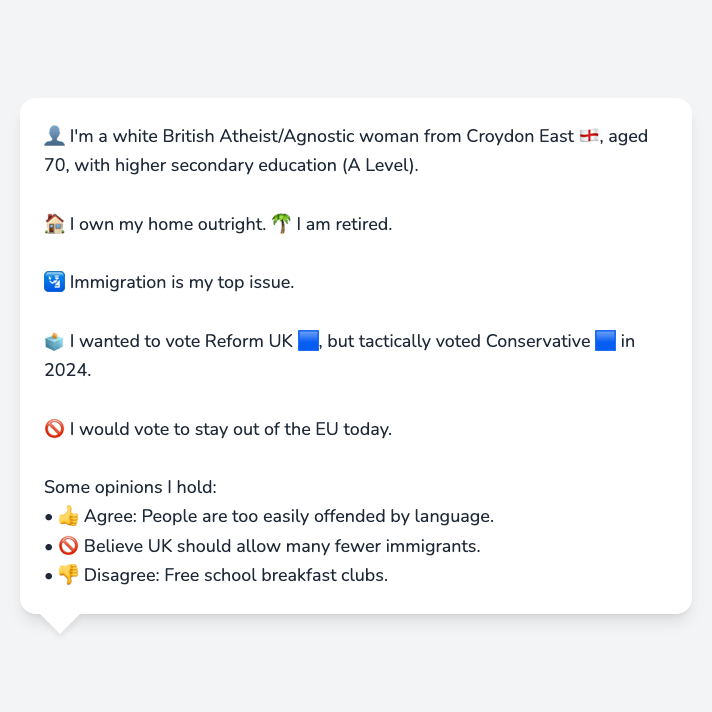 👤 I'm a white British Atheist/Agnostic woman from Croydon East 🏴󠁧󠁢󠁥󠁮󠁧󠁿, aged
70, with higher secondary education (A Level).
🏠 I own my home outright. 🌴 I am retired.
🛂 Immigration is my top issue.
🗳️ I wanted to vote Reform UK 🟦, but tactically voted Conservative 🟦 in
2024.
🚫 I would vote to stay out of the EU today.
Some opinions I hold:
• 👍 Agree: People are too easily offended by language.
• 🚫 Believe UK should allow many fewer immigrants.
• 👎 Disagree: Free school breakfast clubs.